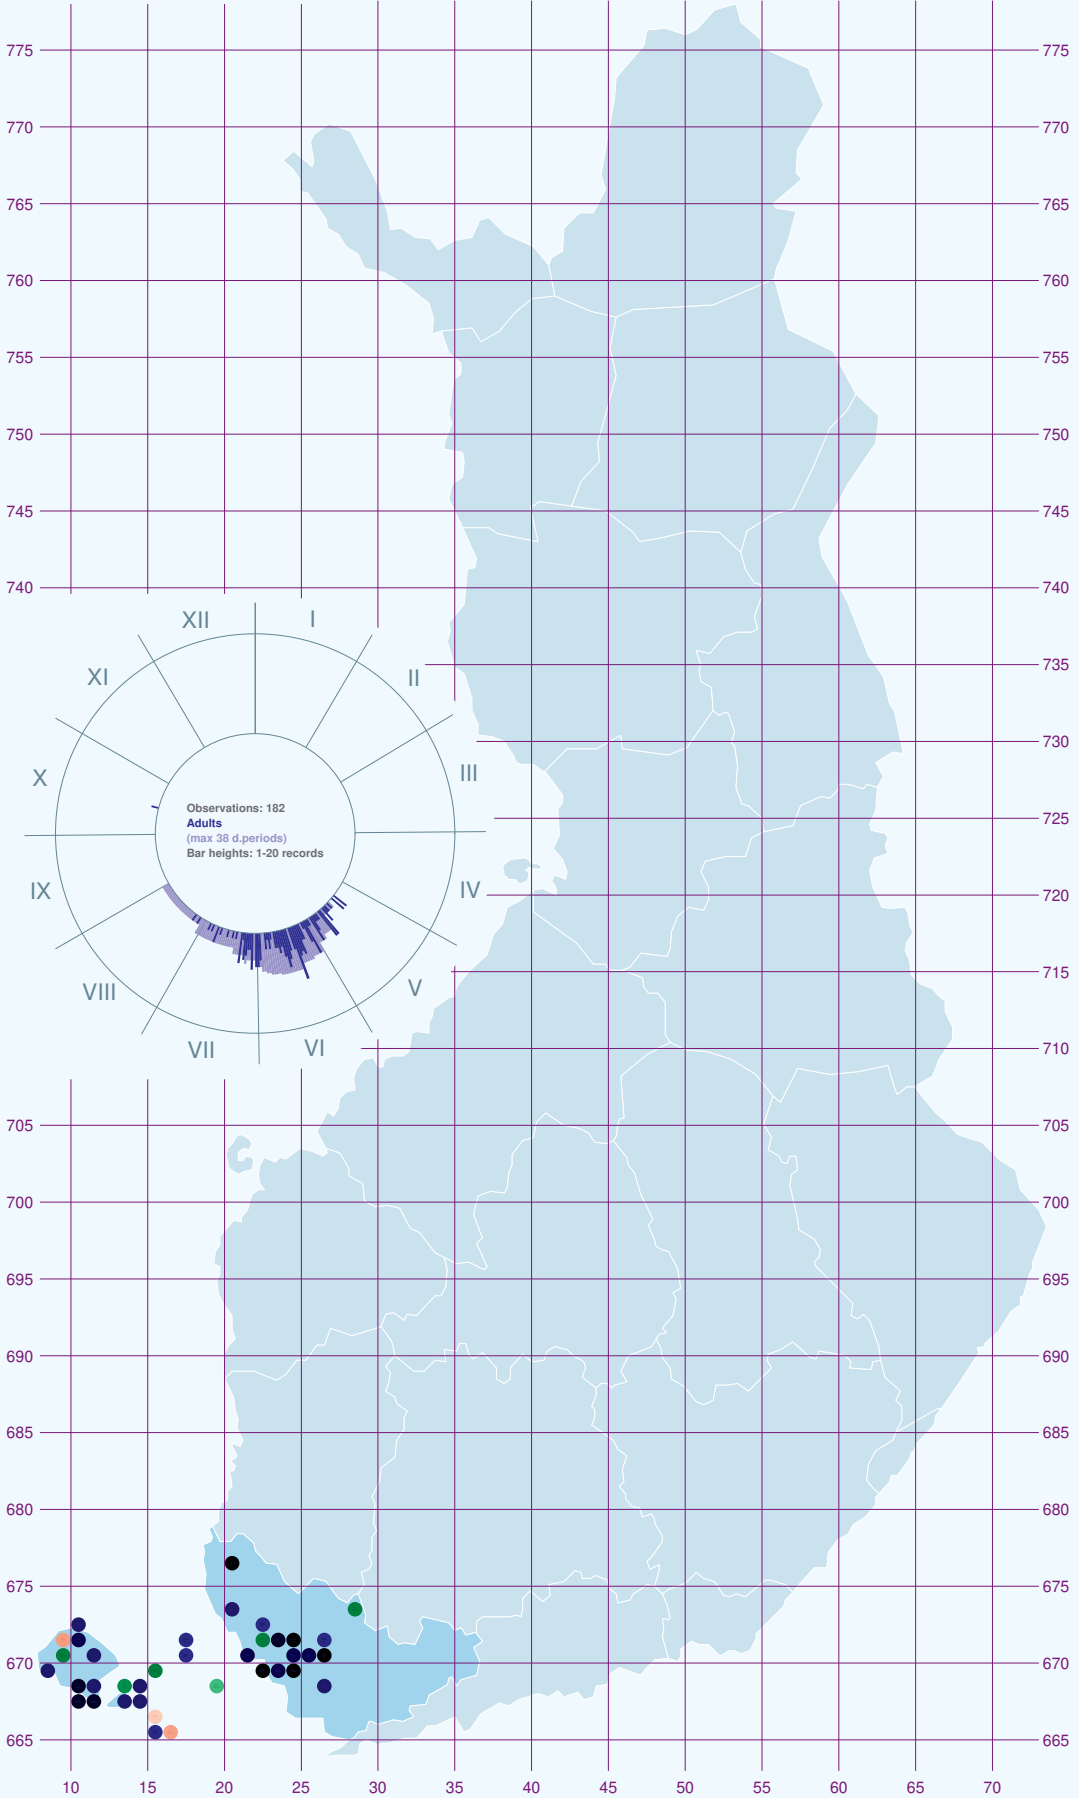 775 775
770 770
765 765
760 760
755 755
750 750
745 745
740 740
XII I
XI II
735
730
X III
Observations: 182
Adults
(max 38 d.periods)
Bar heights: 1-20 records
725
IX IV
720
VIII V
715
VII VI
710
705 705
700 700
695 695
690 690
685 685
680 680
675 675
670 670
665 665
10 15 20 25 30 35 40 45 50 55 60 65 70